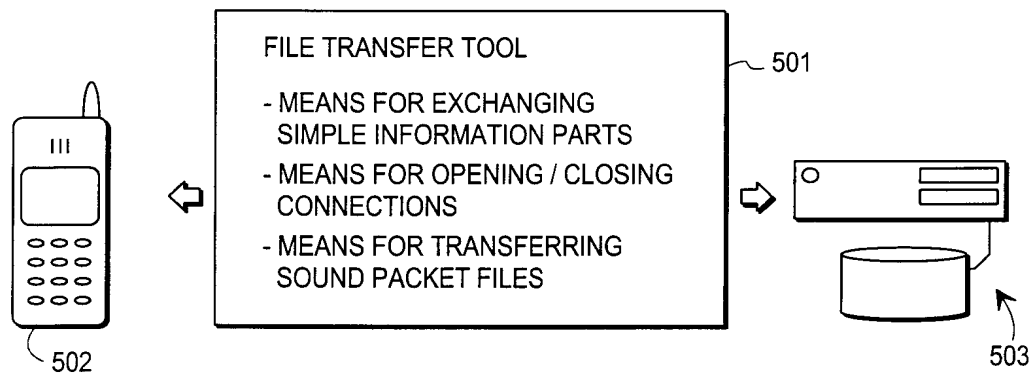 FILE TRANSFER TOOL
- MEANS FOR EXCHANGING
SIMPLE INFORMATION PARTS
- MEANS FOR OPENING / CLOSING
CONNECTIONS
- MEANS FOR TRANSFERRING
SOUND PACKET FILES
501
502
503